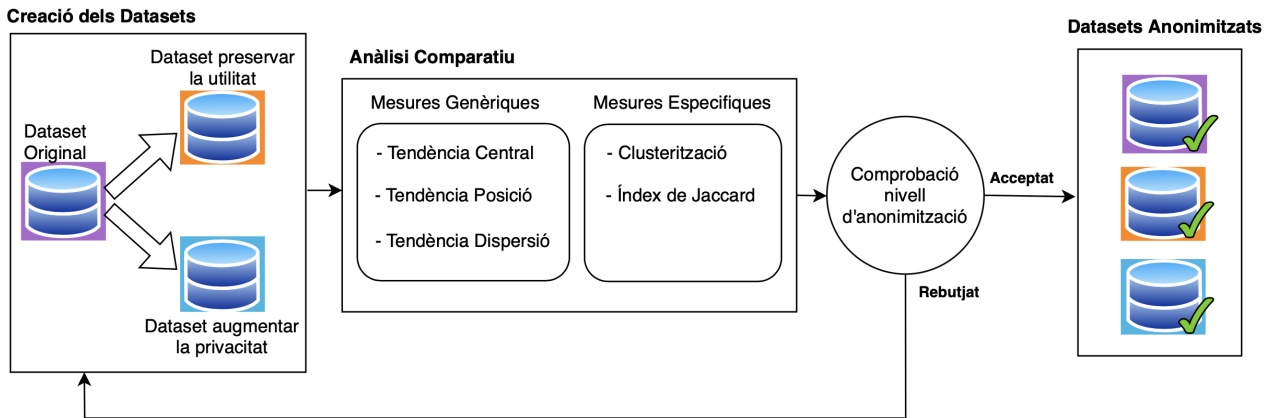 Creació dels Datasets
Dataset preservar
la utilitat
Dataset
Original
Dataset augmentar
la privacitat
Anàlisi Comparatiu
Mesures Genèriques
- Tendència Central
- Tendència Posició
- Tendència Dispersió
Mesures Especifiques
- Clusterització
- Índex de Jaccard
Comprobació
nivell
d'anonimització
Acceptat
Rebutjat
Datasets Anonimitzats